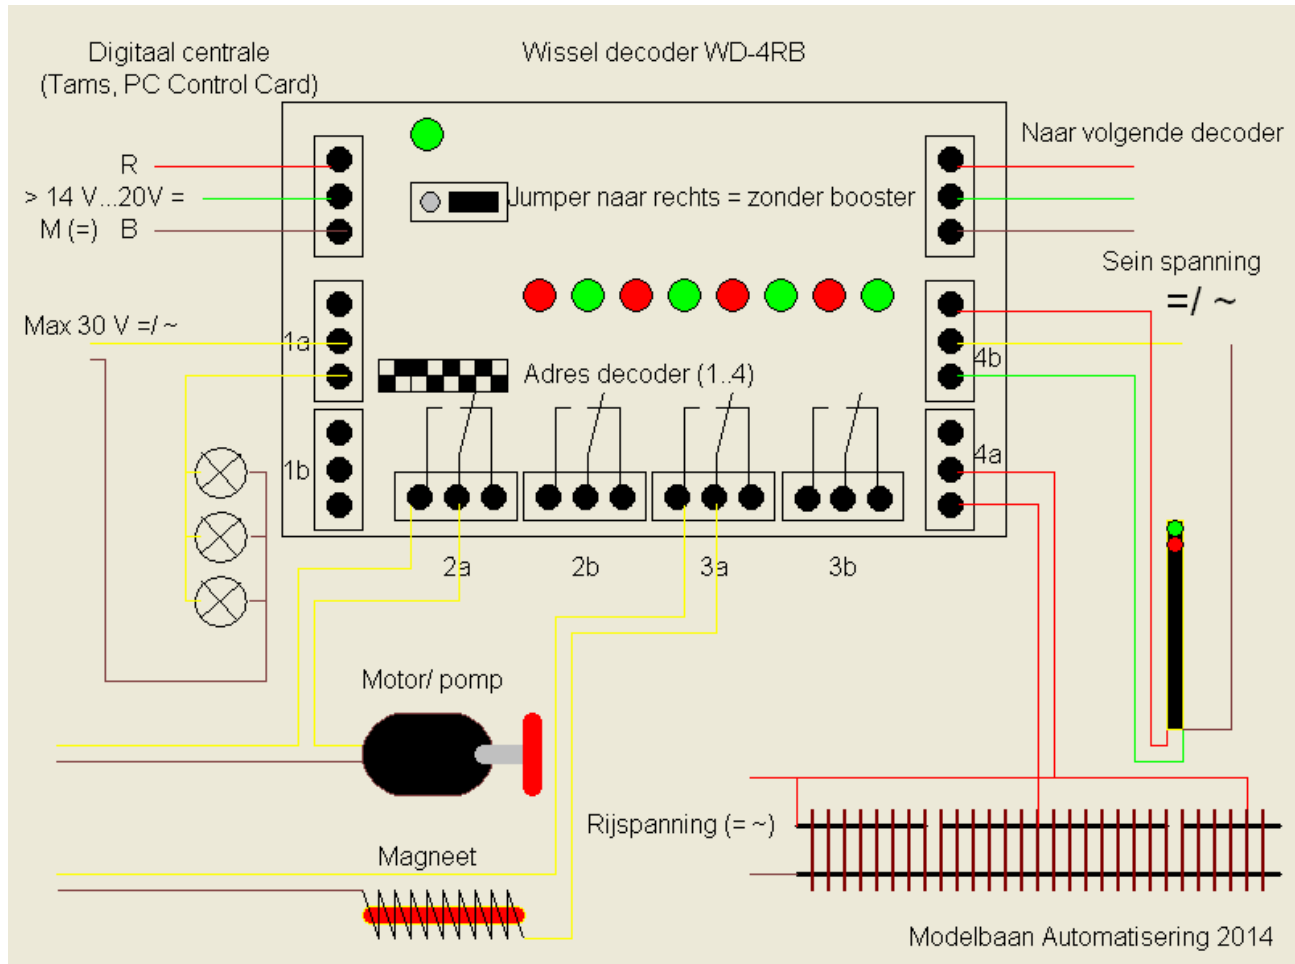 Digitaal centrale
(Tams, PC Control Card)
Wissel decoder WD-4RB
Naar volgende decoder
R
> 14 V...20V =
M (=) B
Jumper naar rechts = zonder booster
Sein spanning
=/ ~
Max 30 V =/ ~
1a
4b
Adres decoder (1..4)
1b
4a
2a
2b
3a
3b
Motor/ pomp
Rijspanning (= ~)
Magneet
Modelbaan Automatisering 2014